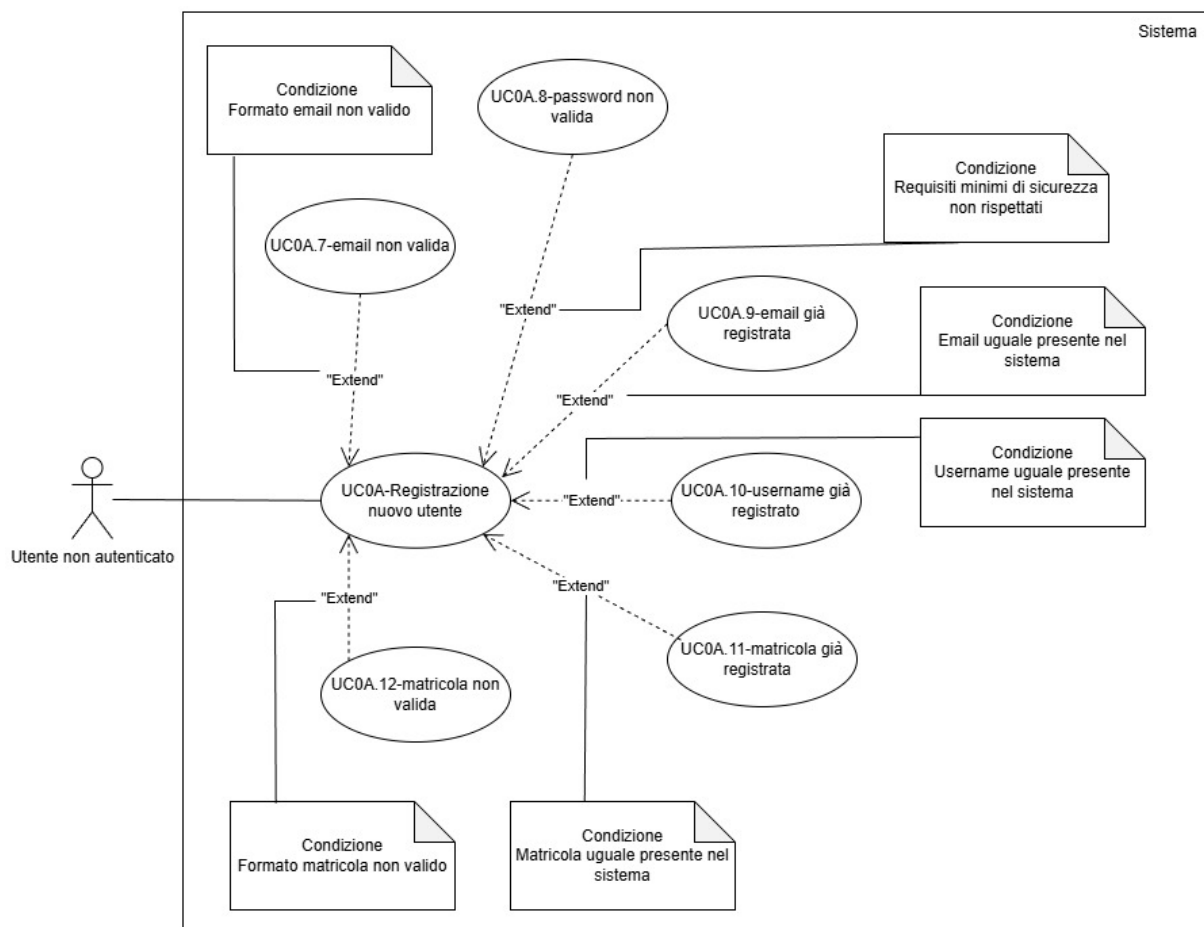 Sistema
Condizione
Formato email non valido
UC0A.8-password non
valida
Condizione
Requisiti minimi di sicurezza
non rispettati
UC0A.7-email non valida
"Extend"
UC0A.9-email già
registrata
Condizione
Email uguale presente nel
sistema
"Extend"
"Extend"
Condizione
Username uguale presente
nel sistema
UC0A-Registrazione
nuovo utente
"Extend"
UC0A.10-username già
registrato
Utente non autenticato
"Extend"
"Extend"
UC0A.11-matricola già
registrata
UC0A.12-matricola non
valida
Condizione
Formato matricola non valido
Condizione
Matricola uguale presente nel
sistema